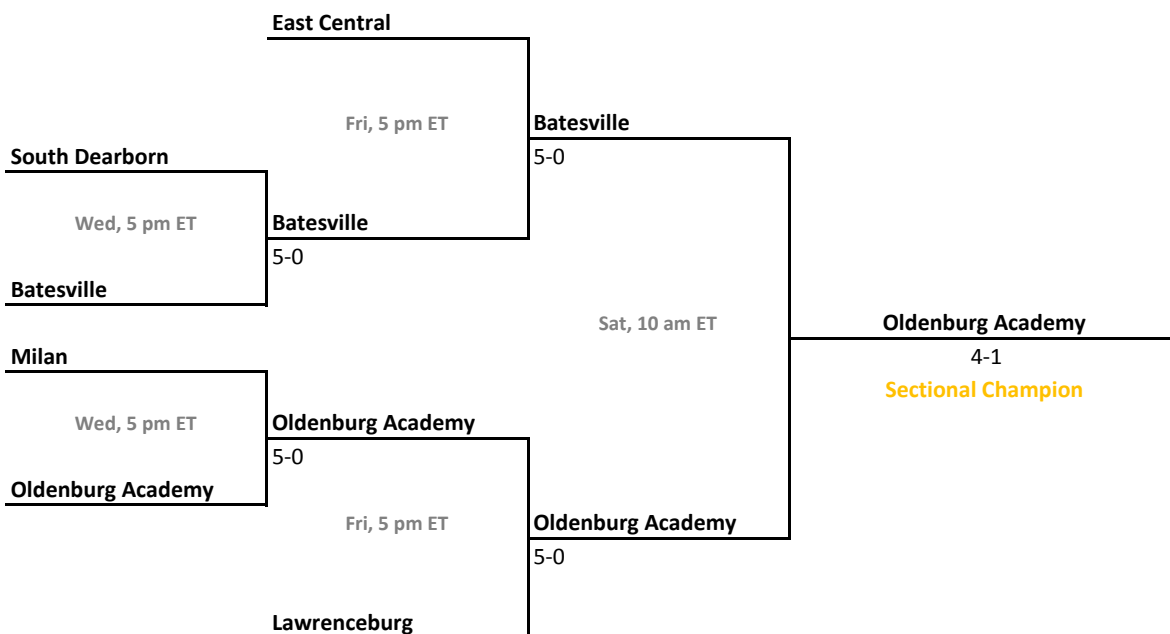 East Central
Fri, 5 pm ET
Batesville
South Dearborn
5-0
Wed, 5 pm ET
Batesville
5-0
Batesville
Sat, 10 am ET
Oldenburg Academy
Milan
4-1
Sectional Champion
Wed, 5 pm ET
Oldenburg Academy
5-0
Oldenburg Academy
Fri, 5 pm ET
Oldenburg Academy
5-0
Lawrenceburg